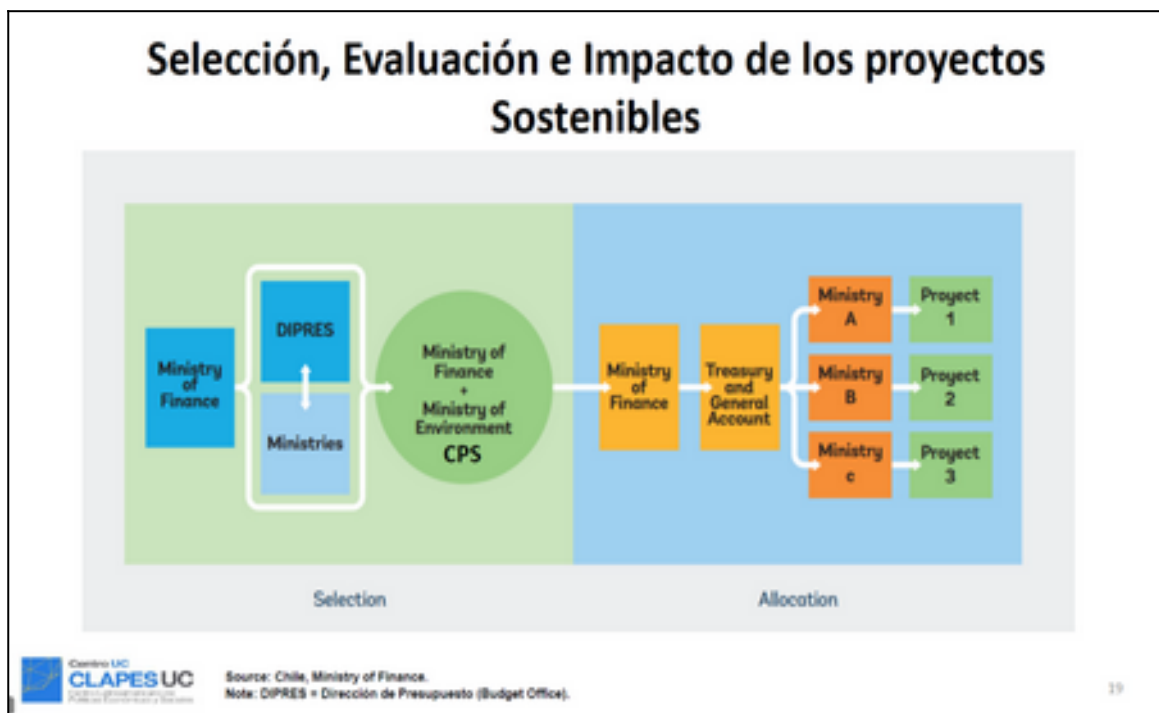 Selección, Evaluación e Impacto de los proyectos
Sostenibles
Ministry
of
Finance
DIPRES
Ministries
Ministry of
Finance
+
Ministry of
Environment
CPS
Ministry
of
Finance
Treasury
and
General
Account
Ministry
A
Proyect
1
Ministry
B
Proyect
2
Ministry
c
Proyect
3
Selection
Allocation
Centro UC
CLAPES UC
Source: Chile, Ministry of Finance.
Note: DIPRES = Dirección de Presupuesto (Budget Office).
19